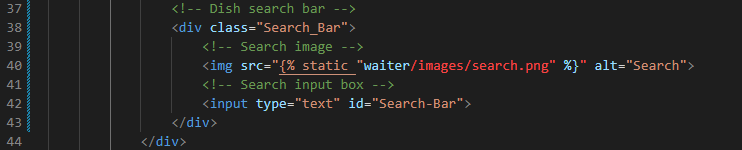 37 <!-- Dish search bar -->
38 <div class="Search_Bar">
39 <!-- Search image -->
40 <img src="{% static "waiter/images/search.png" %}" alt="Search">
41 <!-- Search input box -->
42 <input type="text" id="Search-Bar">
43 </div>
44 </div>